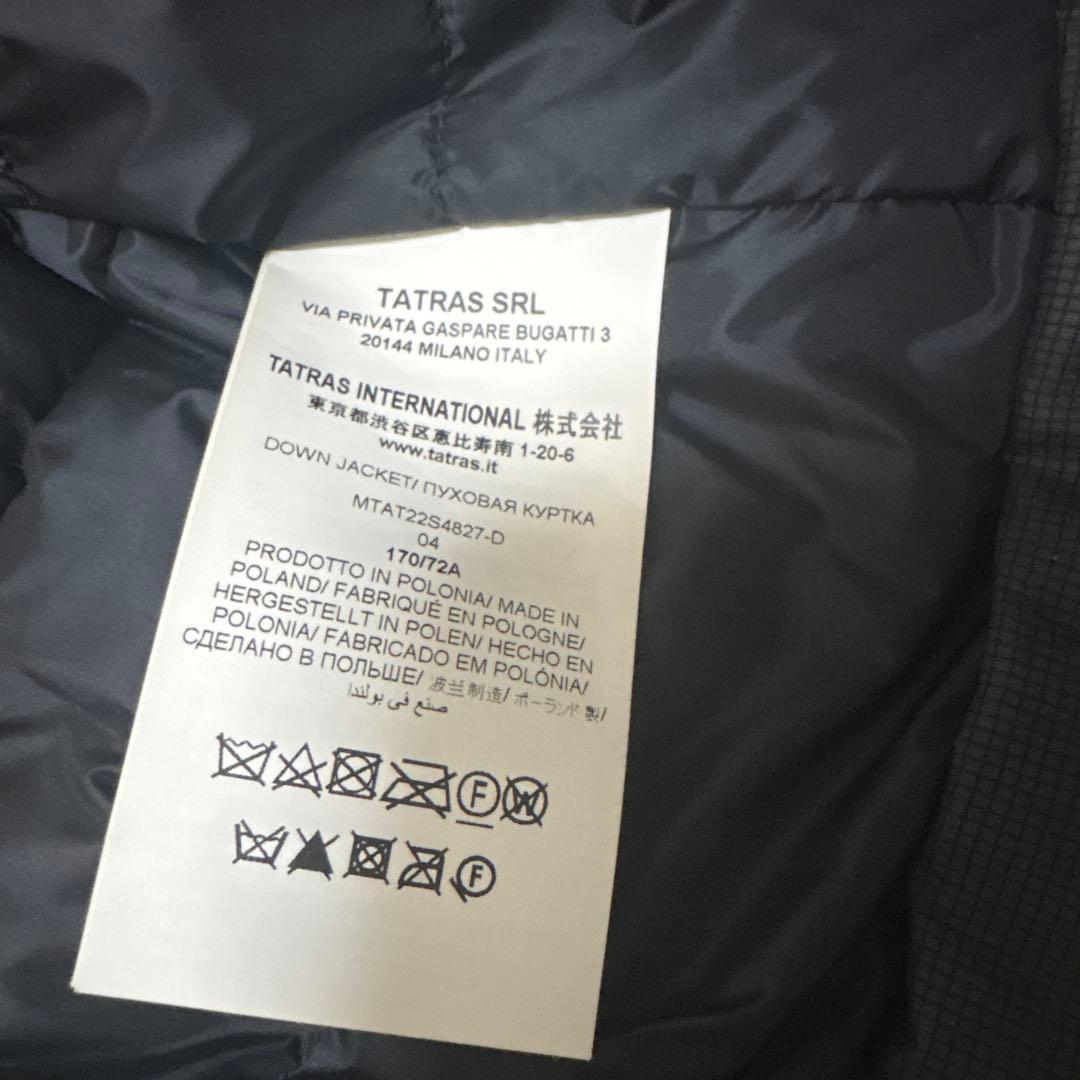 TATRAS SRL
VIA PRIVATA GASPARE BUGATTI 3
20144 MILANO ITALY
TATRAS INTERNATIONAL 株式会社
東京都渋谷区恵比寿南 1-20-6
www.tatras.it
DOWN JACKET/ ПУХОВАЯ КУРТКА
MTAT22S4827-D
04
170/72A
PRODOTTO IN POLONIA/ MADE IN
POLAND/ FABRIQUÉ EN POLOGNE/
HERGESTELLT IN POLEN/ HECHO EN
POLONIA/ FABRICADO EM POLÓNIA/
СДЕЛАНО В ПОЛЬШЕ/ 波兰制造/ ポーランド製/
صنع في بولندا
F W
F